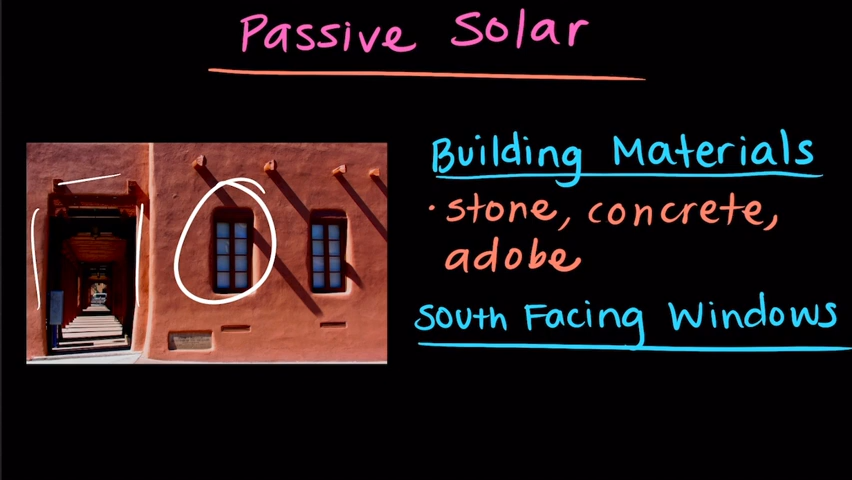 Passive Solar
Building Materials
· stone, concrete,
adobe
South Facing Windows